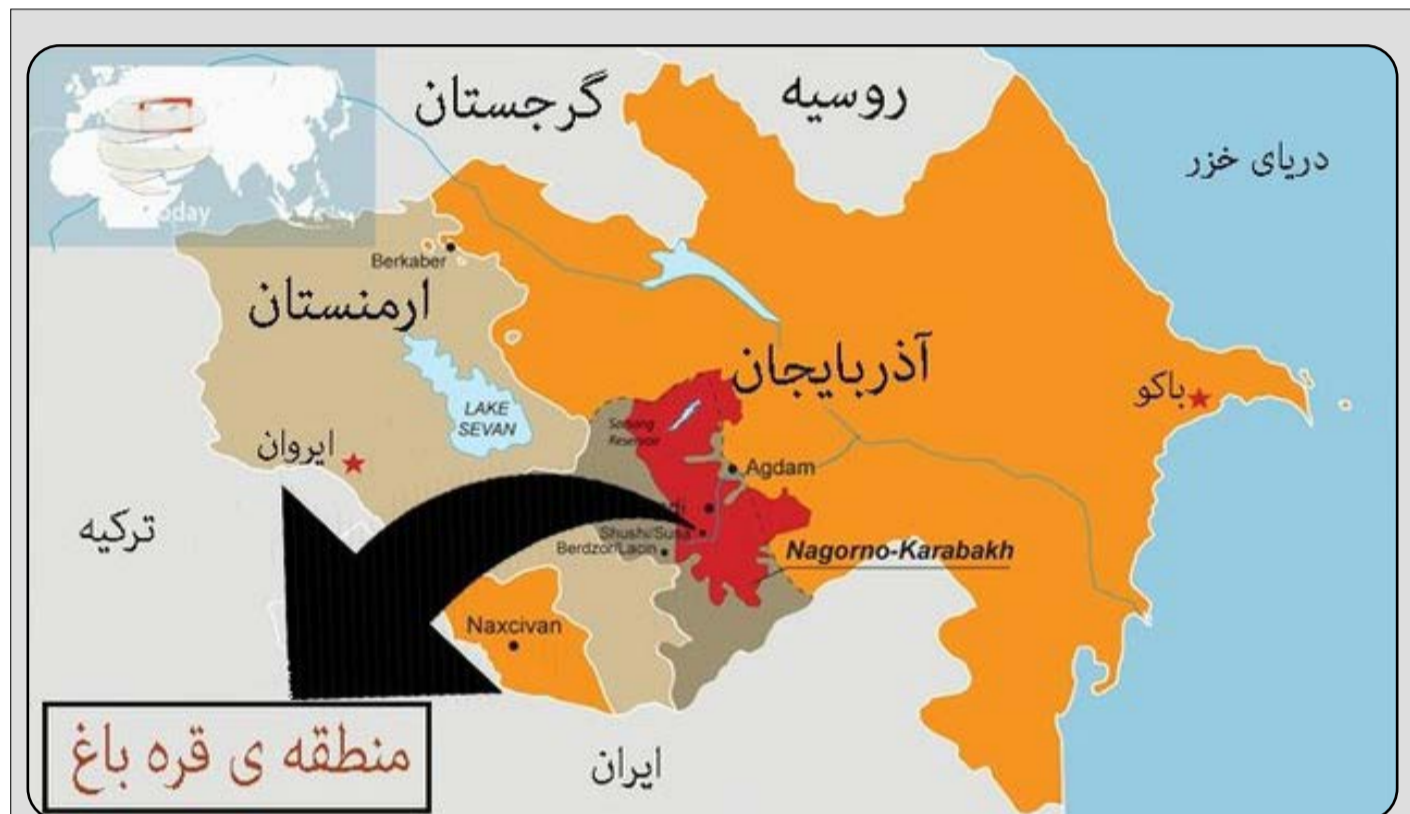 گرجستان
روسیه
دریای خزر
Berkaber
ارمنستان
آذربایجان
باکو
LAKE
SEVAN
Reservoir
ایروان
Agdam
ترکیه
Shushi/Susa
Berdzor/Lacin
Nagorno-Karabakh
Naxcivan
ایران
منطقه ی قره باغ